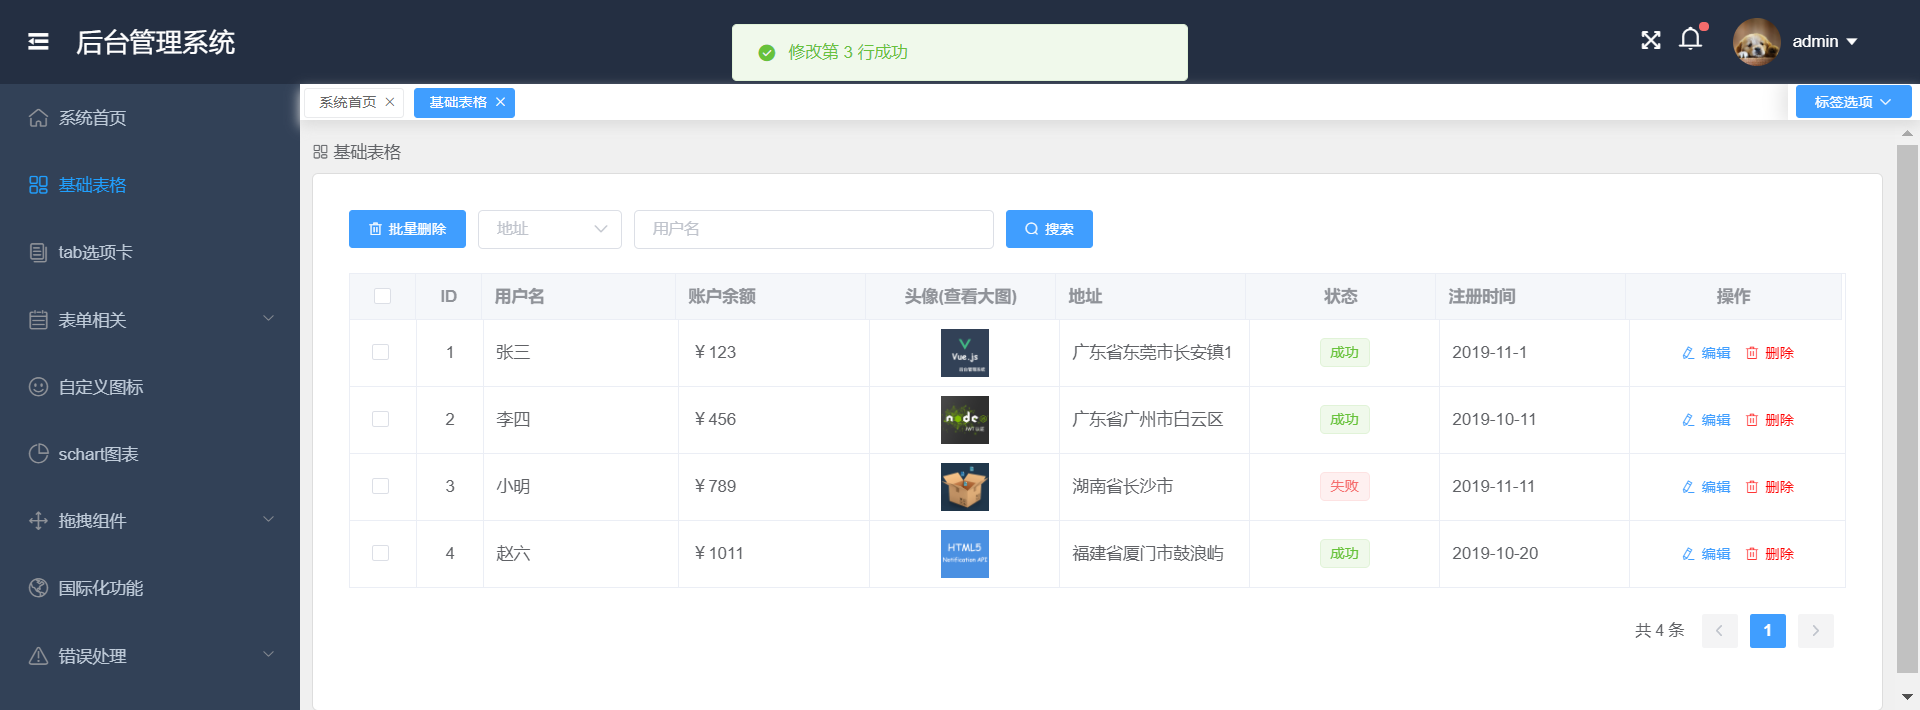 后台管理系统
修改第 3 行成功
admin
系统首页
基础表格
tab选项卡
表单相关
自定义图标
schart图表
拖拽组件
国际化功能
错误处理
系统首页 基础表格 标签选项
基础表格
批量删除 地址 用户名 搜索
ID 用户名 账户余额 头像(查看大图) 地址 状态 注册时间 操作
1 张三 ￥123 Vue.js 后台管理系统 广东省东莞市长安镇1 成功 2019-11-1 编辑 删除
2 李四 ￥456 node 广东省广州市白云区 成功 2019-10-11 编辑 删除
3 小明 ￥789 湖南省长沙市 失败 2019-11-11 编辑 删除
4 赵六 ￥1011 HTML5 Notification API 福建省厦门市鼓浪屿 成功 2019-10-20 编辑 删除
共 4 条 1